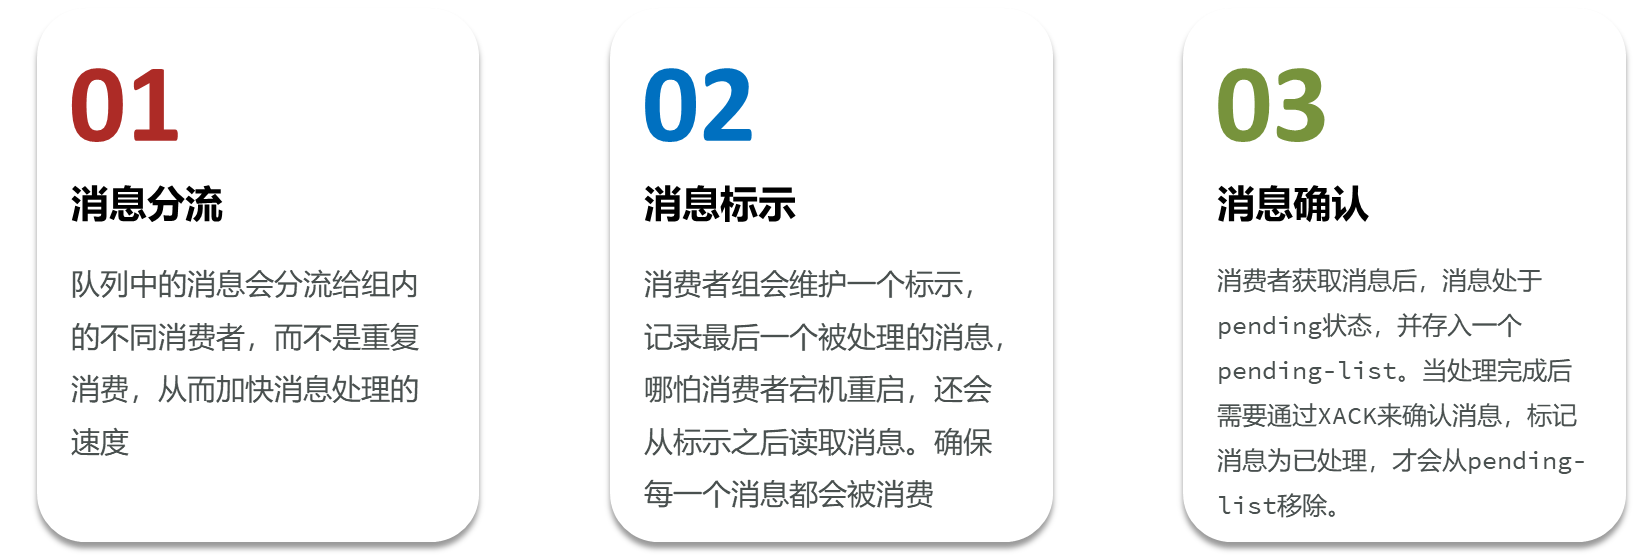 01
消息分流
队列中的消息会分流给组内
的不同消费者，而不是重复
消费，从而加快消息处理的
速度
02
消息标示
消费者组会维护一个标示，
记录最后一个被处理的消息，
哪怕消费者宕机重启，还会
从标示之后读取消息。确保
每一个消息都会被消费
03
消息确认
消费者获取消息后，消息处于
pending状态，并存入一个
pending-list。当处理完成后
需要通过XACK来确认消息，标记
消息为已处理，才会从pending-
list移除。